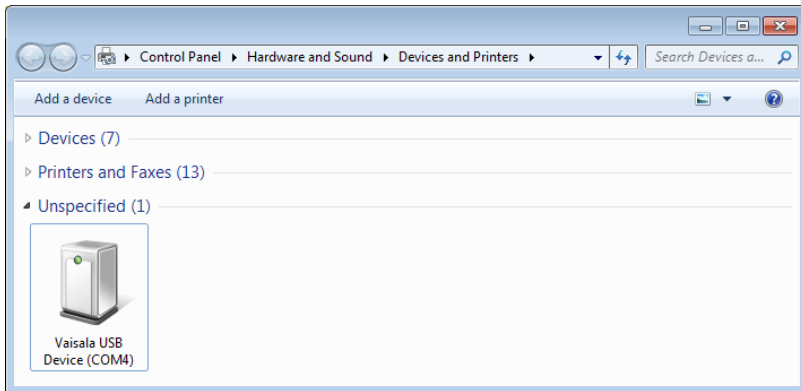 Control Panel Hardware and Sound Devices and Printers Search Devices a...
Add a device Add a printer
Devices (7)
Printers and Faxes (13)
Unspecified (1)
Vaisala USB
Device (COM4)